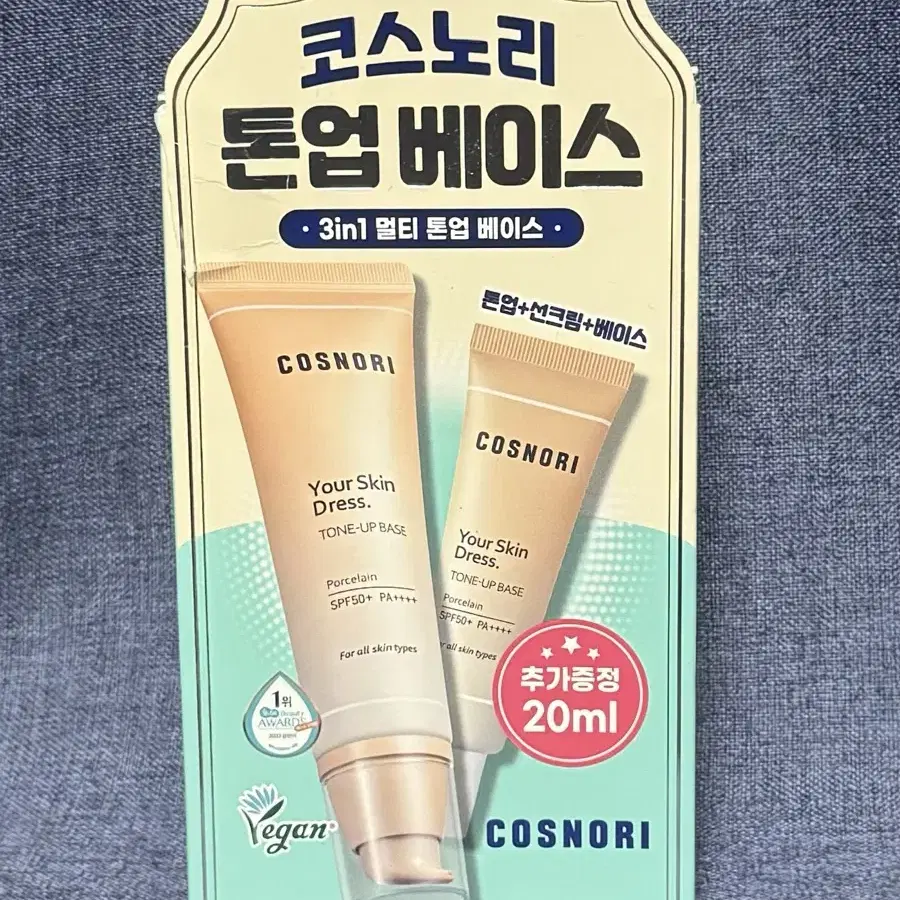 코스노리
톤업 베이스
· 3in1 멀티 톤업 베이스 ·
톤업+선크림+베이스
COSNORI
Your Skin
Dress.
TONE-UP BASE
Porcelain
SPF50+ PA++++
For all skin types
COSNORI
Your Skin
Dress.
TONE-UP BASE
Porcelain
SPF50+ PA++++
r all skin types
추가증정
20ml
1위
Beauty
AWARDS
Vegan
COSNORI